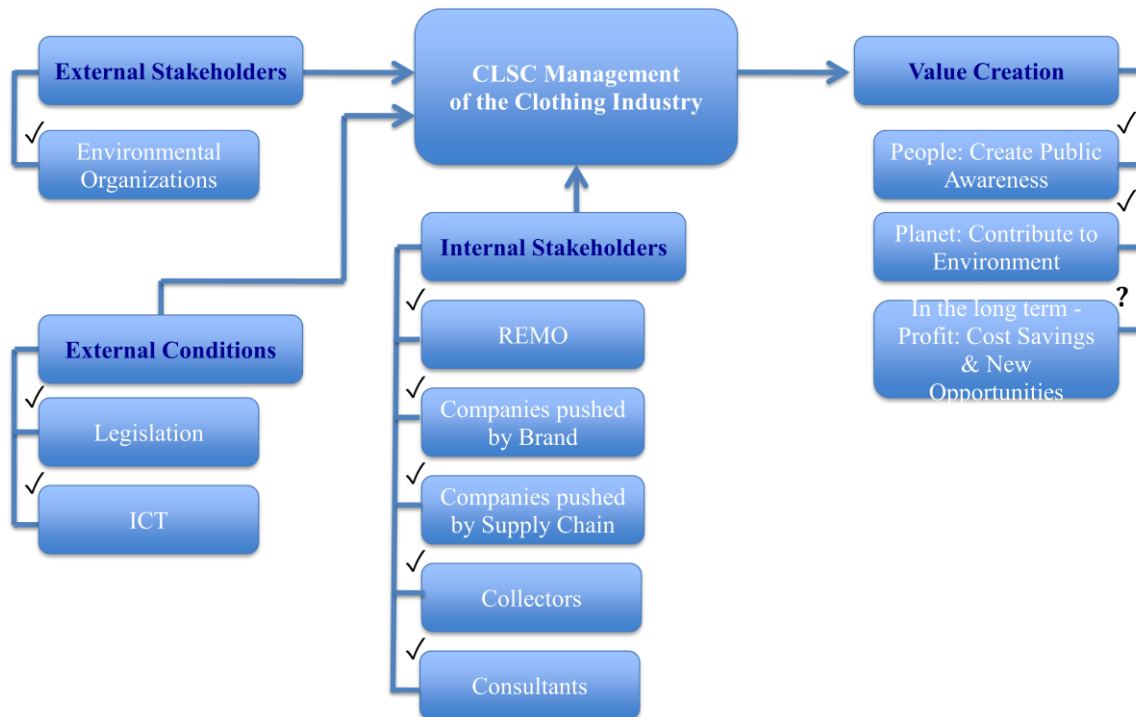 External Stakeholders
✓
Environmental
Organizations
CLSC Management
of the Clothing Industry
Value Creation
✓
People: Create Public
Awareness
✓
Planet: Contribute to
Environment
?
In the long term -
Profit: Cost Savings
& New
Opportunities
Internal Stakeholders
✓
REMO
✓
Companies pushed
by Brand
✓
Companies pushed
by Supply Chain
✓
Collectors
✓
Consultants
External Conditions
✓
Legislation
✓
ICT